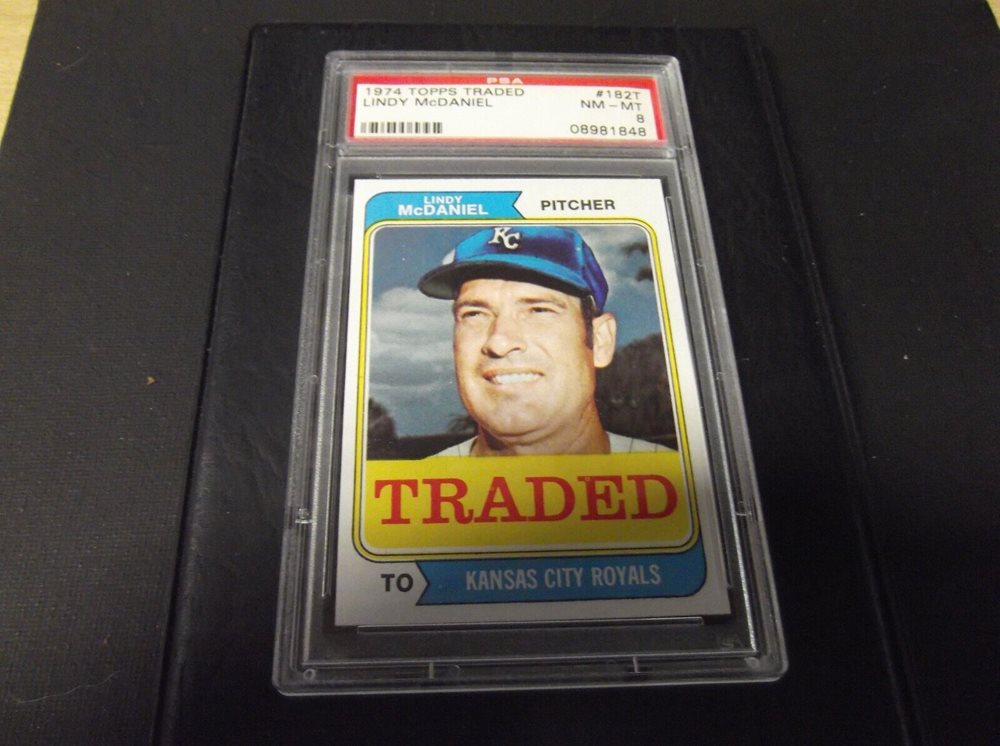 PSA
1974 TOPPS TRADED #182T
LINDY McDANIEL NM - MT
8
08981848
LINDY
McDANIEL
PITCHER
KC
TRADED
TO
KANSAS CITY ROYALS